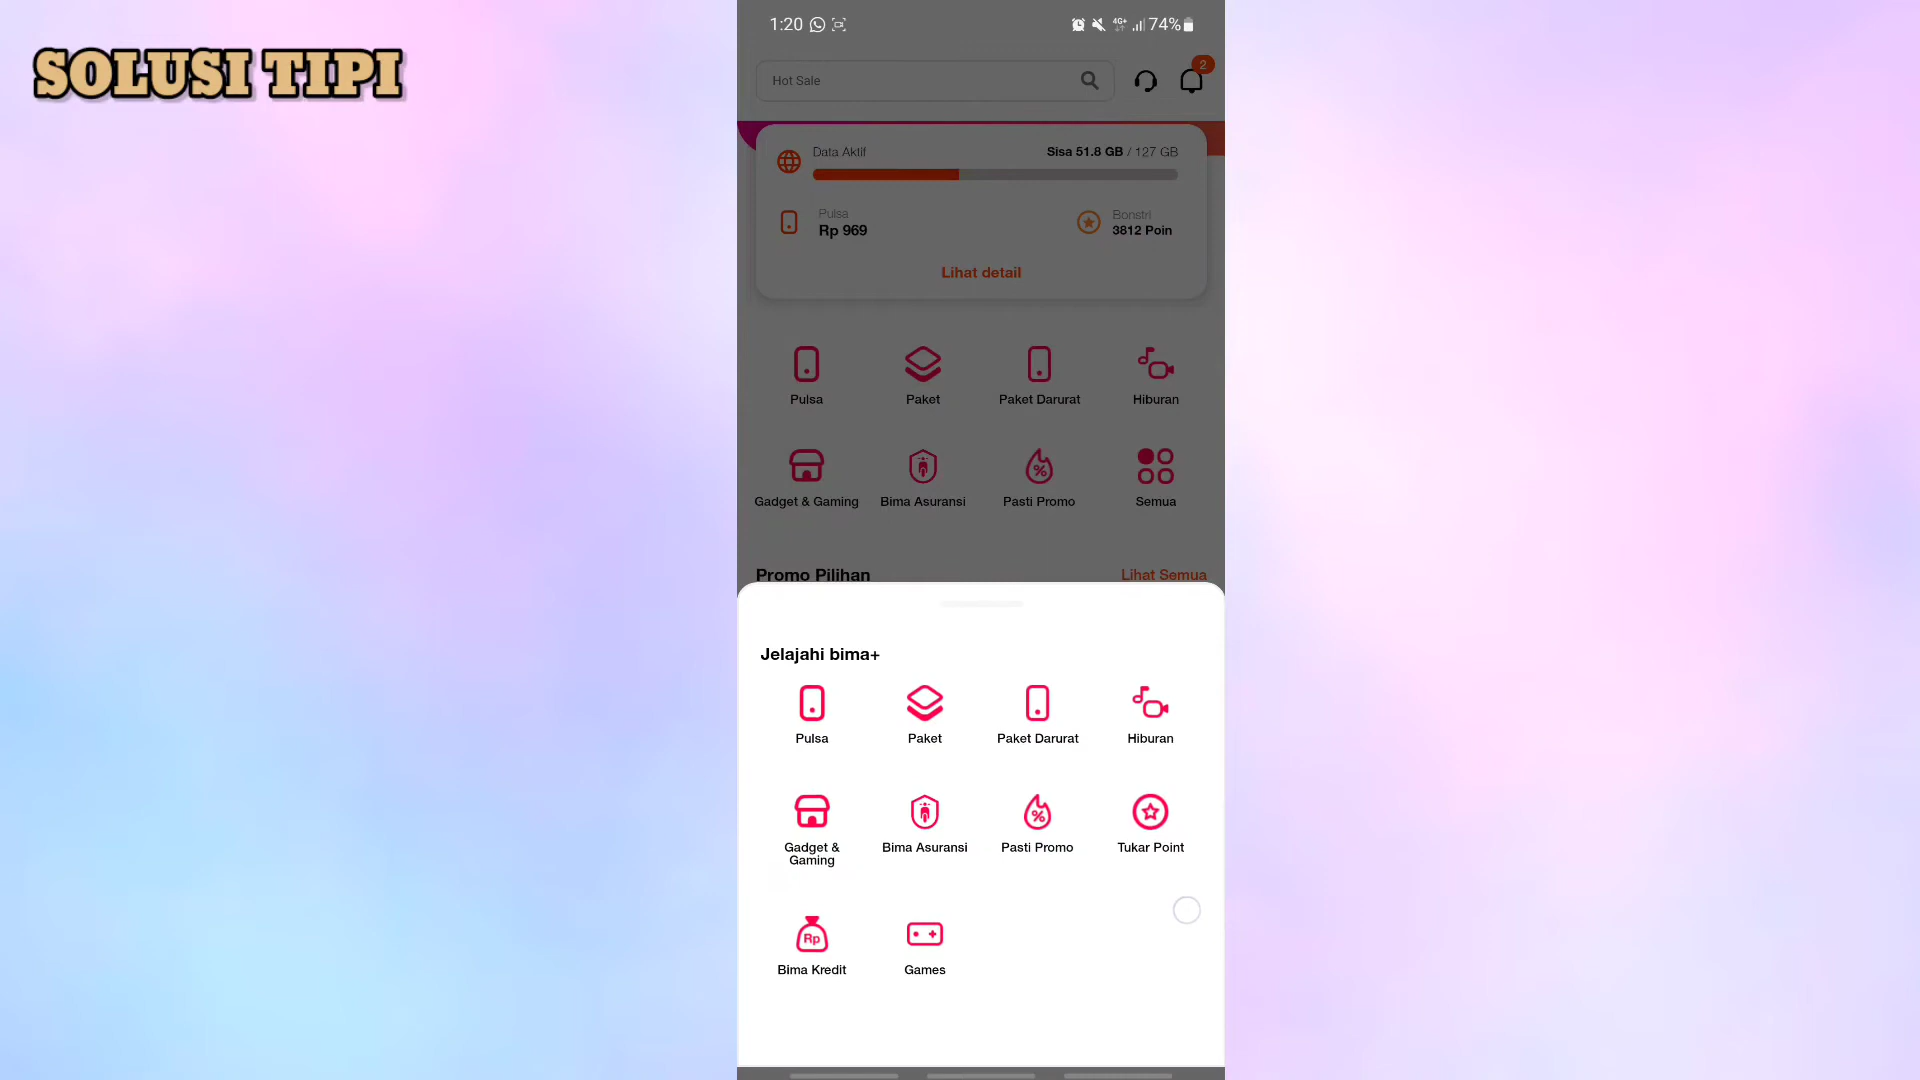 SOLUSI TIPI
1:20
4G+ 74%
Hot Sale
2
Data Aktif
Sisa 51.8 GB / 127 GB
Pulsa
Rp 969
Bonstri
3812 Poin
Lihat detail
Pulsa
Paket
Paket Darurat
Hiburan
Gadget & Gaming
Bima Asuransi
Pasti Promo
Semua
Promo Pilihan
Lihat Semua
Jelajahi bima+
Pulsa
Paket
Paket Darurat
Hiburan
Gadget &
Gaming
Bima Asuransi
Pasti Promo
Tukar Point
Rp
Bima Kredit
Games